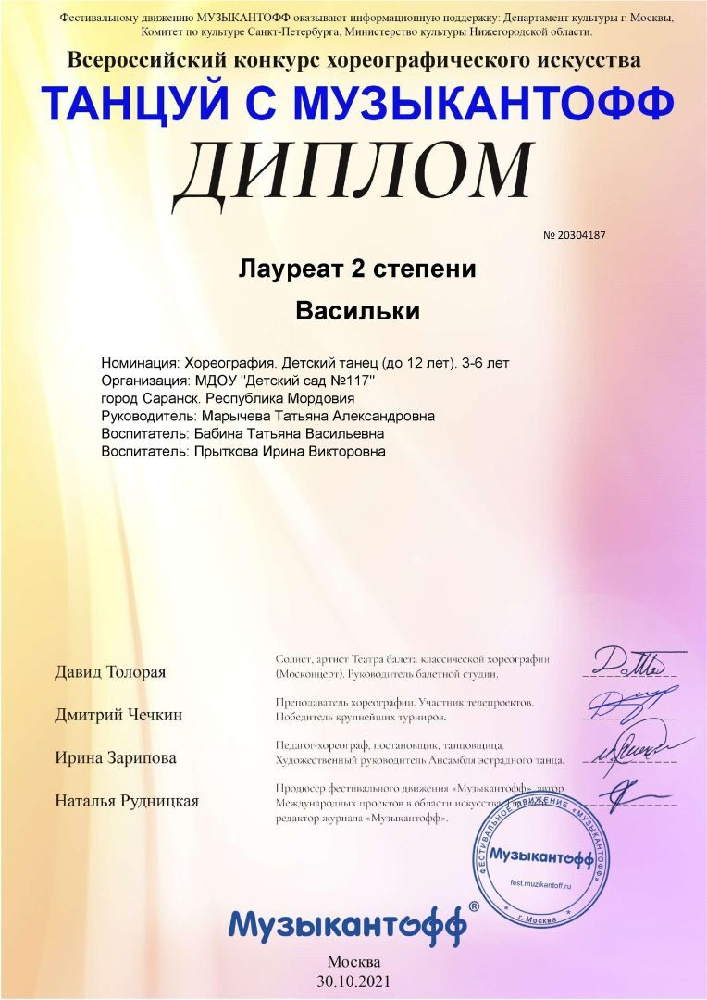 Фестивальному движению МУЗЫКАНТОФФ оказывают информационную поддержку: Департамент культуры г. Москвы,
Комитет по культуре Санкт-Петербурга, Министерство культуры Нижегородской области.
Всероссийский конкурс хореографического искусства
ТАНЦУЙ С МУЗЫКАНТОФФ
ДИПЛОМ
№ 20304187
Лауреат 2 степени
Васильки
Номинация: Хореография. Детский танец (до 12 лет). 3-6 лет
Организация: МДОУ "Детский сад №117"
город Саранск. Республика Мордовия
Руководитель: Марычева Татьяна Александровна
Воспитатель: Бабина Татьяна Васильевна
Воспитатель: Прыткова Ирина Викторовна
Давид Толорая
Солист, артист Театра балета классической хореографии
(Москонцерт). Руководитель балетной студии.
Дмитрий Чечкин
Преподаватель хореографии. Участник телепроектов.
Победитель крупнейших турниров.
Ирина Зарипова
Педагог-хореограф, постановщик, танцовщица.
Художественный руководитель Ансамбля эстрадного танца.
Наталья Рудницкая
Продюсер фестивального движения «Музыкантофф», автор
Международных проектов в области искусства. Главный
редактор журнала «Музыкантофф».
ФЕСТИВАЛЬНОЕ ДВИЖЕНИЕ «МУЗЫКАНТОФФ»
Музыкантофф
fest.muzikantoff.ru
* г. Москва *
Музыкантофф®
Москва
30.10.2021